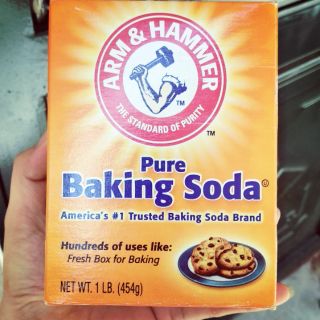 ARM & HAMMER
™
THE STANDARD OF PURITY
™
Pure
Baking Soda®
America's #1 Trusted Baking Soda Brand
Hundreds of uses like:
Fresh Box for Baking
NET WT. 1 LB. (454g)